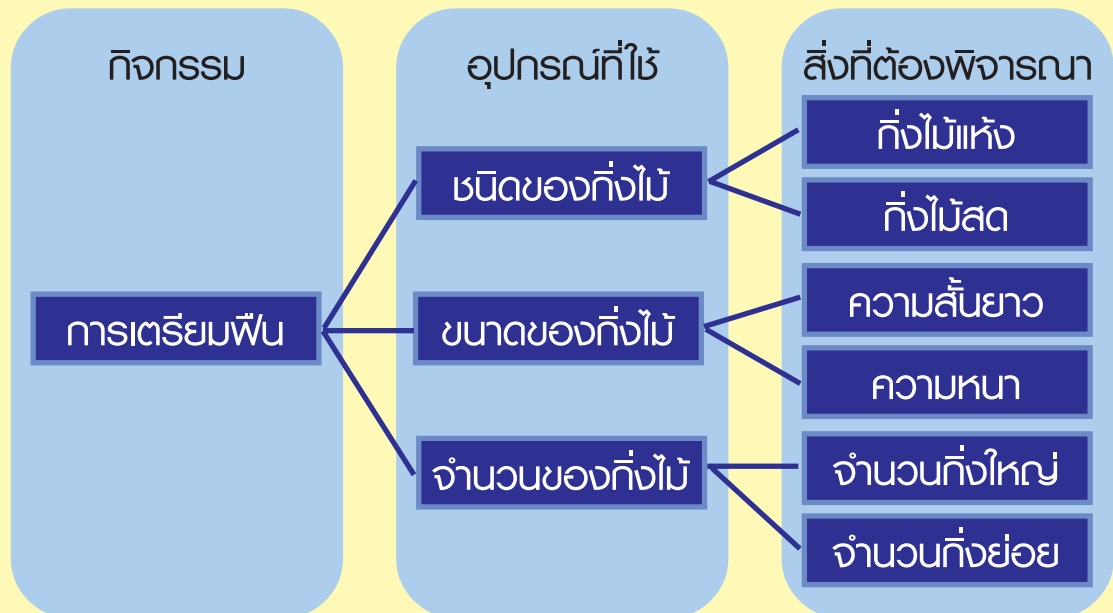 กิจกรรม
อุปกรณ์ที่ใช้
สิ่งที่ต้องพิจารณา
การเตรียมฟืน
ชนิดของกิ่งไม้
ขนาดของกิ่งไม้
จำนวนของกิ่งไม้
กิ่งไม้แห้ง
กิ่งไม้สด
ความสั้นยาว
ความหนา
จำนวนกิ่งใหญ่
จำนวนกิ่งย่อย